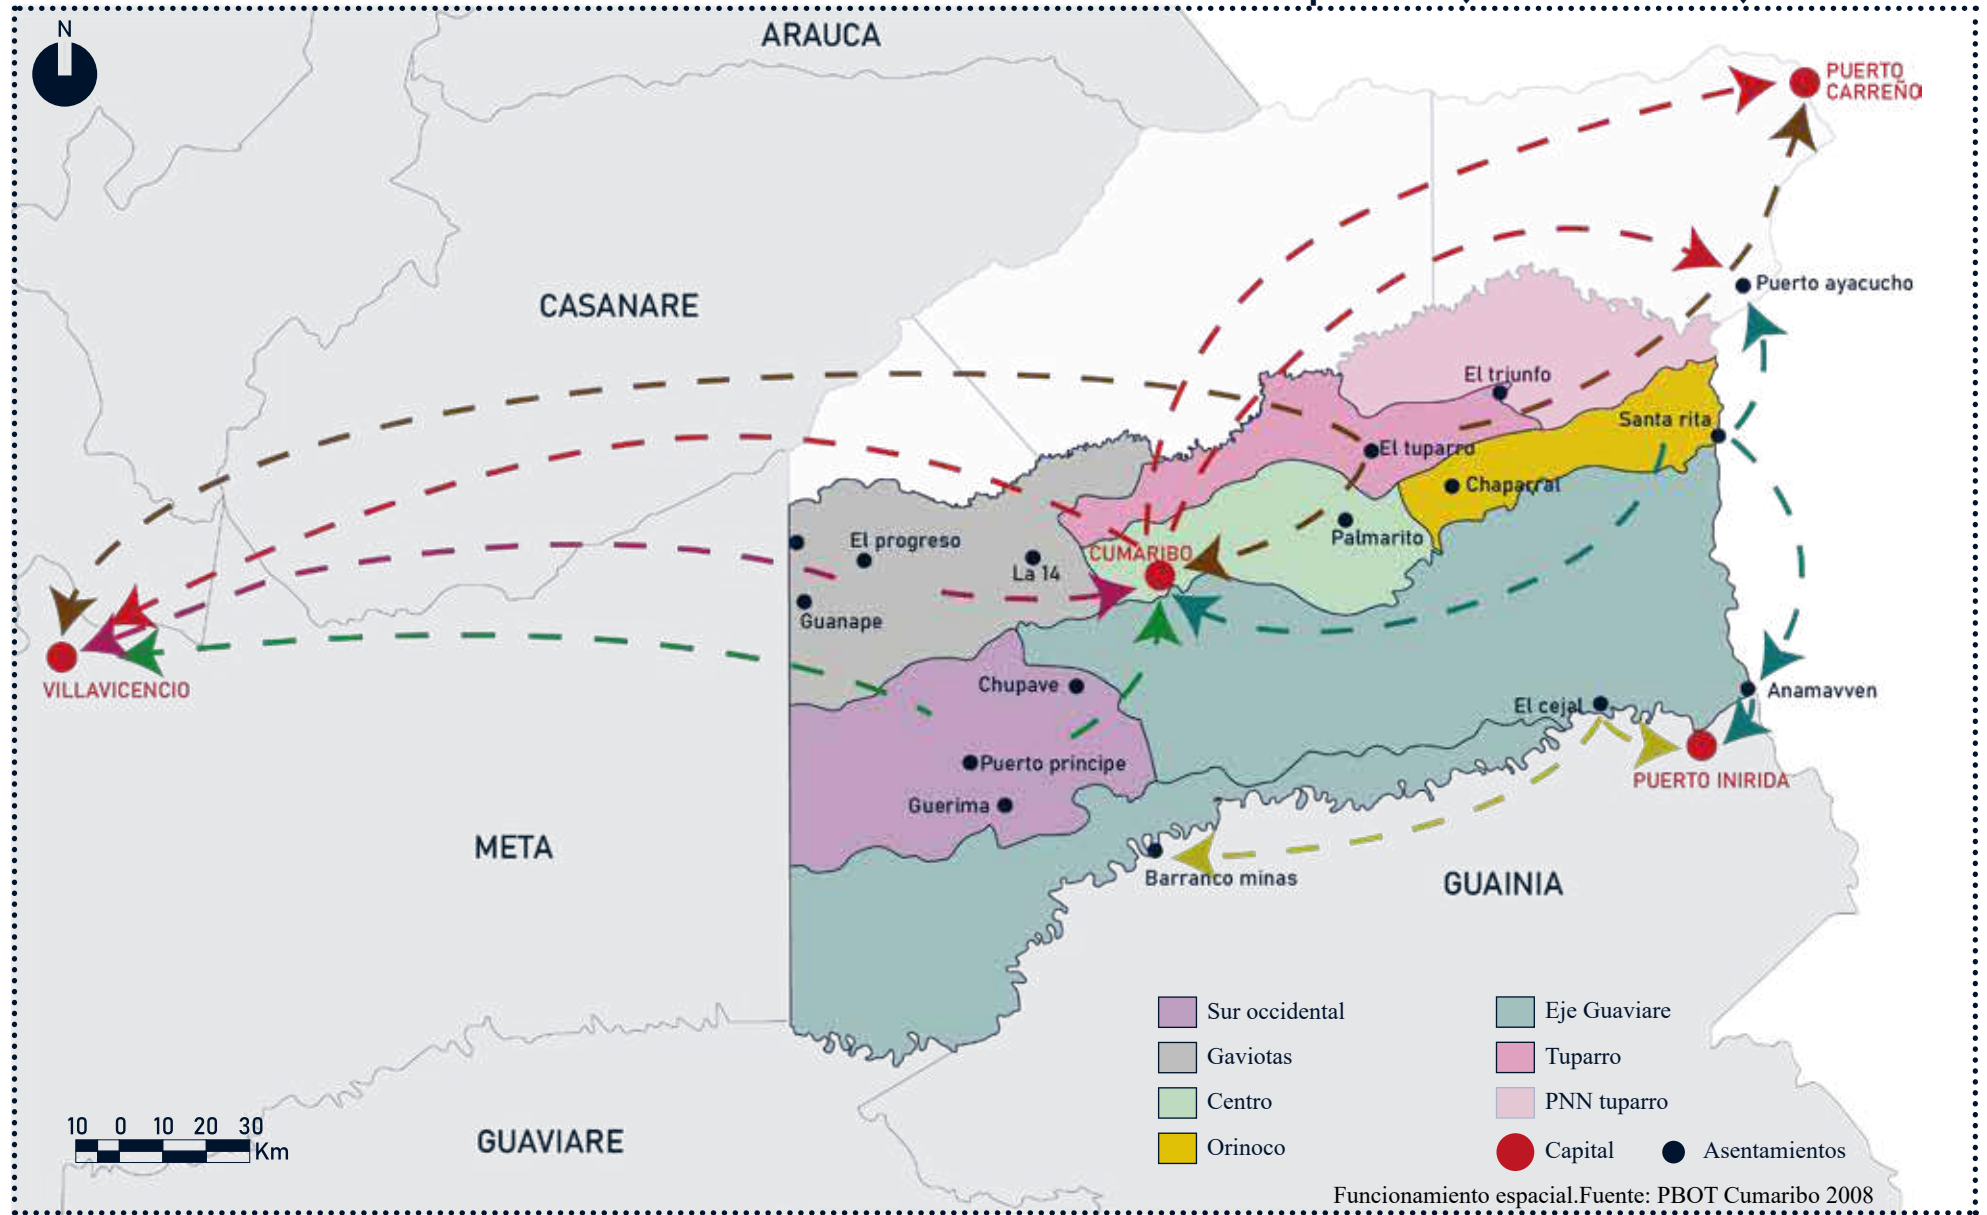 N
ARAUCA
PUERTO
CARREÑO
CASANARE
Puerto ayacucho
El triunfo
Santa rita
El tuparro
Chaparral
El progreso
Palmarito
CUMARIBO
La 14
Guanape
VILLAVICENCIO
Chupave
Anamavven
El cejal
Puerto principe
PUERTO INIRIDA
Guerima
META
Barranco minas
GUAINIA
Sur occidental
Eje Guaviare
Gaviotas
Tuparro
Centro
PNN tuparro
Orinoco
Capital
Asentamientos
10 0 10 20 30
Km
GUAVIARE
Funcionamiento espacial.Fuente: PBOT Cumaribo 2008